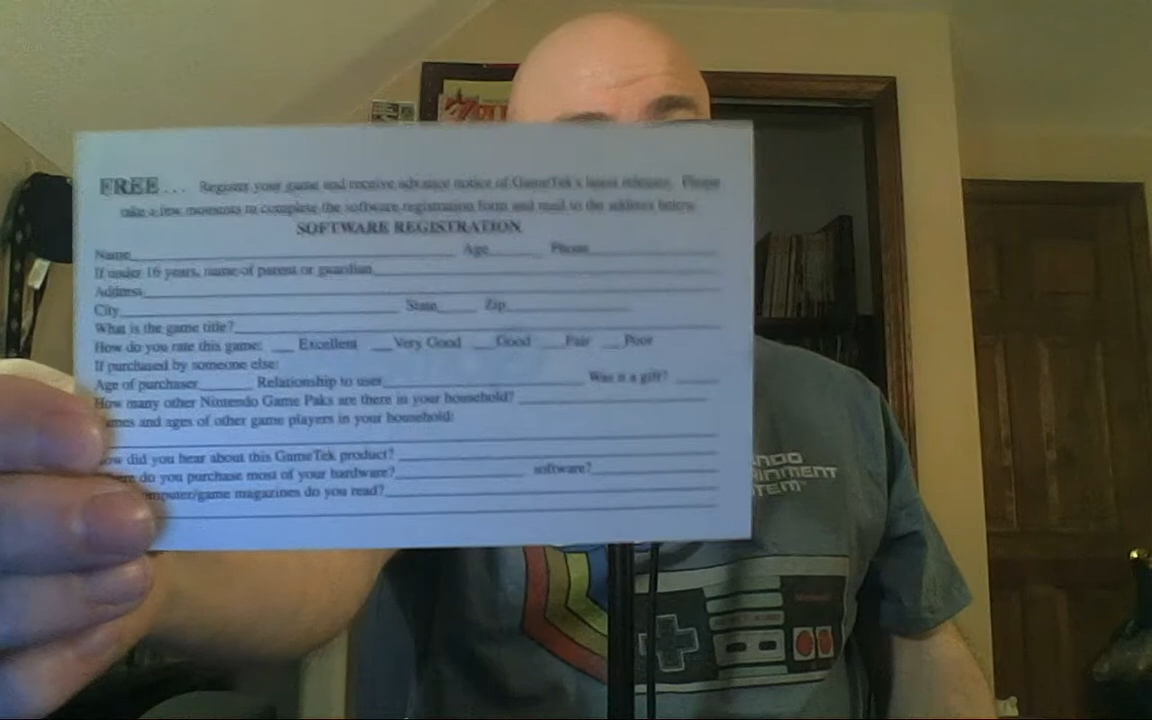 FREE... Register your game and receive advance notice of GameTek's latest releases. Please
take a few moments to complete the software registration form and mail to the address below.
SOFTWARE REGISTRATION
Name Age Phone
If under 16 years, name of parent or guardian
Address
City State Zip
What is the game title?
How do you rate this game: Excellent Very Good Good Fair Poor
If purchased by someone else:
Age of purchaser Relationship to user Was it a gift?
How many other Nintendo Game Paks are there in your household?
ames and ages of other game players in your household:
ow did you hear about this GameTek product?
ere do you purchase most of your hardware? software?
omputer/game magazines do you read?
NDO
INMENT
TEM
Nintendo